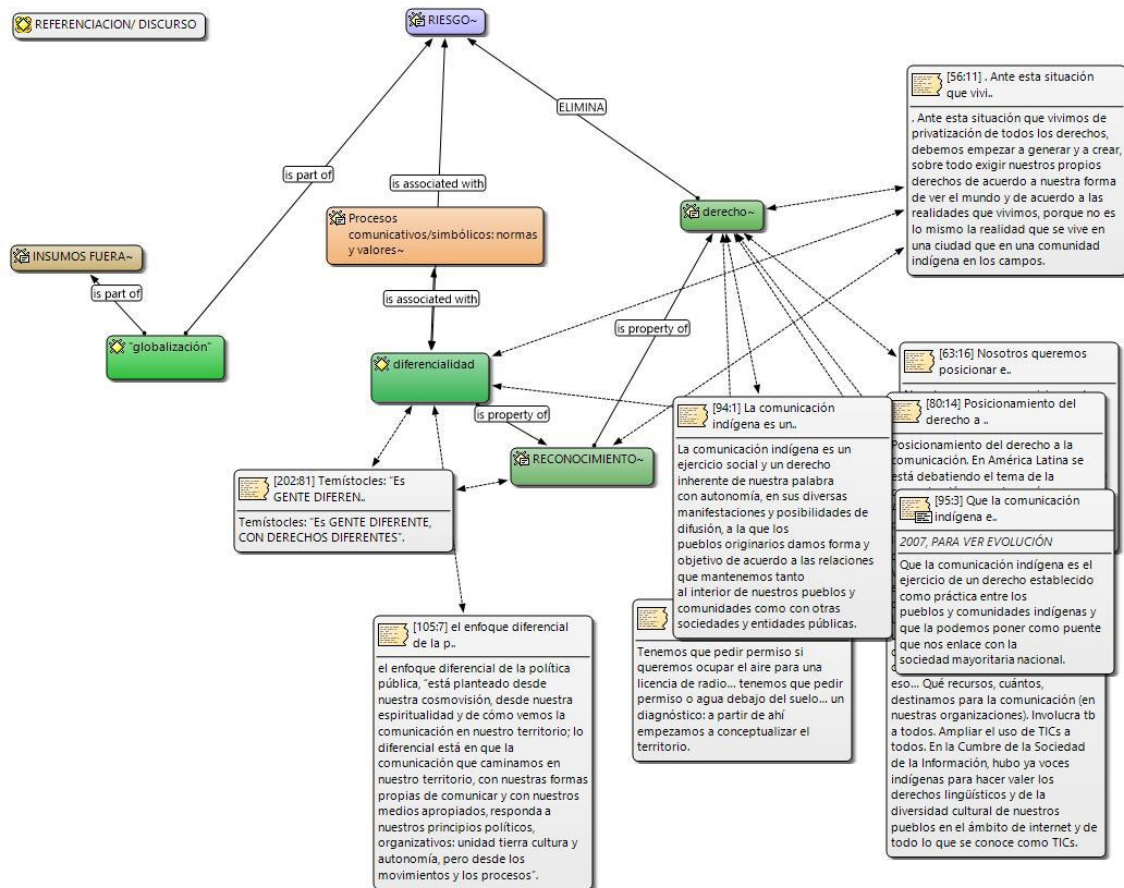 REFERENCIACION/ DISCURSO
RIESGO~
ELIMINA
is part of
is associated with
Procesos
comunicativos/simbólicos: normas
y valores~
derecho~
INSUMOS FUERA~
is part of
is associated with
"globalización"
diferencialidad
is property of
is property of
RECONOCIMIENTO~
[56:11] . Ante esta situación
que vivi..
. Ante esta situación que vivimos de
privatización de todos los derechos,
debemos empezar a generar y a crear,
sobre todo exigir nuestros propios
derechos de acuerdo a nuestra forma
de ver el mundo y de acuerdo a las
realidades que vivimos, porque no es
lo mismo la realidad que se vive en
una ciudad que en una comunidad
indígena en los campos.
[63:16] Nosotros queremos
posicionar e..
[80:14] Posicionamiento del
derecho a ..
Posicionamiento del derecho a la
comunicación. En América Latina se
está debatiendo el tema de la
[94:1] La comunicación
indígena es un..
La comunicación indígena es un
ejercicio social y un derecho
inherente de nuestra palabra
con autonomía, en sus diversas
manifestaciones y posibilidades de
difusión, a la que los
pueblos originarios damos forma y
objetivo de acuerdo a las relaciones
que mantenemos tanto
al interior de nuestros pueblos y
comunidades como con otras
sociedades y entidades públicas.
[95:3] Que la comunicación
indígena e..
2007, PARA VER EVOLUCIÓN
Que la comunicación indígena es el
ejercicio de un derecho establecido
como práctica entre los
pueblos y comunidades indígenas y
que la podemos poner como puente
que nos enlace con la
sociedad mayoritaria nacional.
eso... Qué recursos, cuántos,
destinamos para la comunicación (en
nuestras organizaciones). Involucra tb
a todos. Ampliar el uso de TICs a
todos. En la Cumbre de la Sociedad
de la Información, hubo ya voces
indígenas para hacer valer los
derechos lingüísticos y de la
diversidad cultural de nuestros
pueblos en el ámbito de internet y de
todo lo que se conoce como TICs.
[202:81] Temístocles: "Es
GENTE DIFEREN..
Temístocles: "Es GENTE DIFERENTE,
CON DERECHOS DIFERENTES".
Tenemos que pedir permiso si
queremos ocupar el aire para una
licencia de radio... tenemos que pedir
permiso o agua debajo del suelo... un
diagnóstico: a partir de ahí
empezamos a conceptualizar el
territorio.
[105:7] el enfoque diferencial
de la p..
el enfoque diferencial de la política
pública, "está planteado desde
nuestra cosmovisión, desde nuestra
espiritualidad y de cómo vemos la
comunicación en nuestro territorio; lo
diferencial está en que la
comunicación que caminamos en
nuestro territorio, con nuestras formas
propias de comunicar y con nuestros
medios apropiados, responda a
nuestros principios políticos,
organizativos: unidad tierra cultura y
autonomía, pero desde los
movimientos y los procesos".